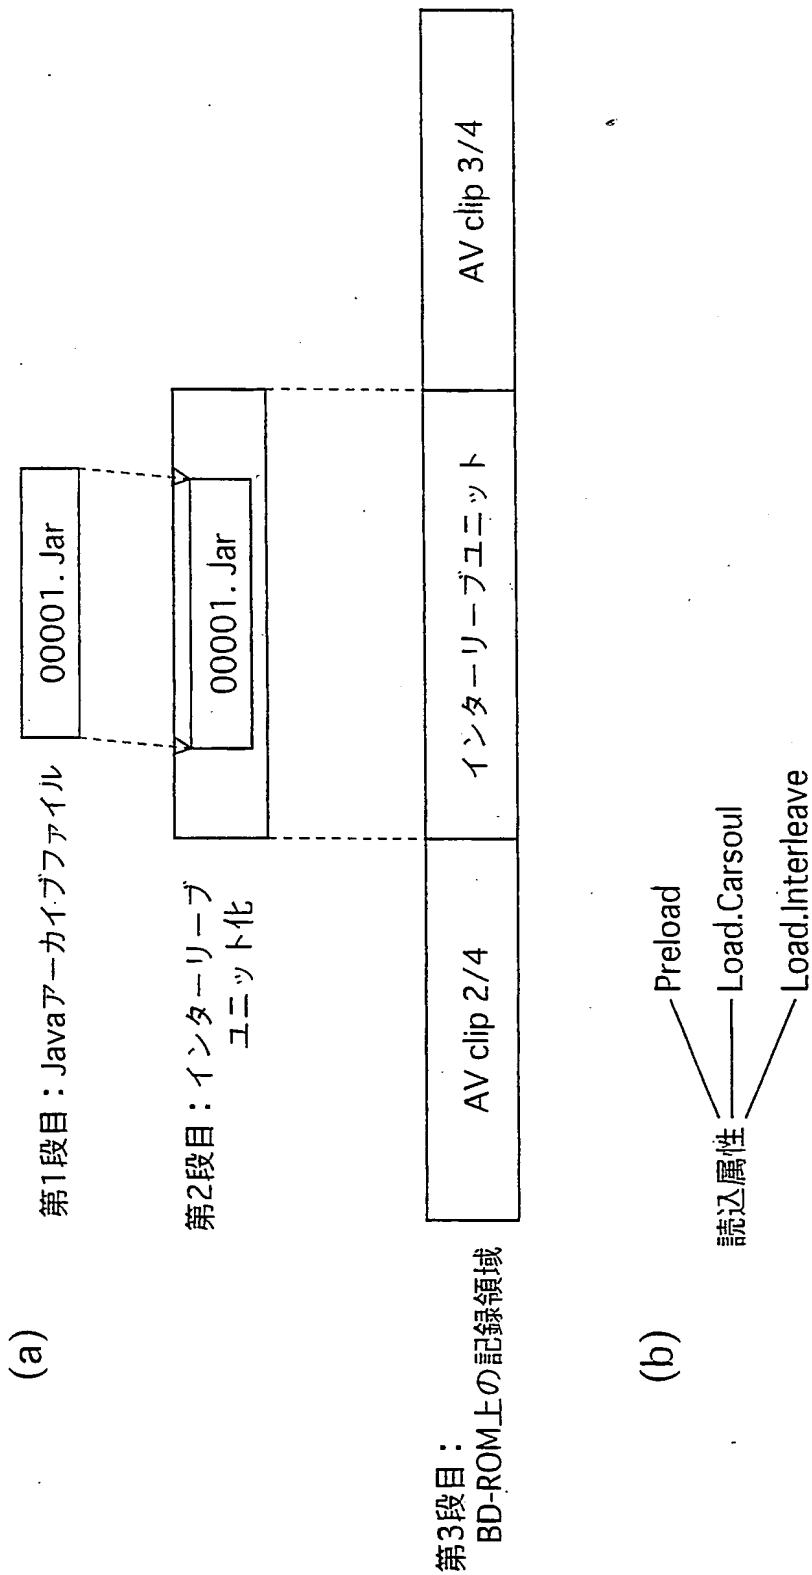 (a)
第1段目：Javaアーカイブファイル
00001. Jar
第2段目：インターリーブ
ユニット化
00001. Jar
第3段目：
BD-ROM上の記録領域
AV clip 2/4
インターリーブユニット
AV clip 3/4
(b)
読込属性
Preload
Load.Carsoul
Load.Interleave